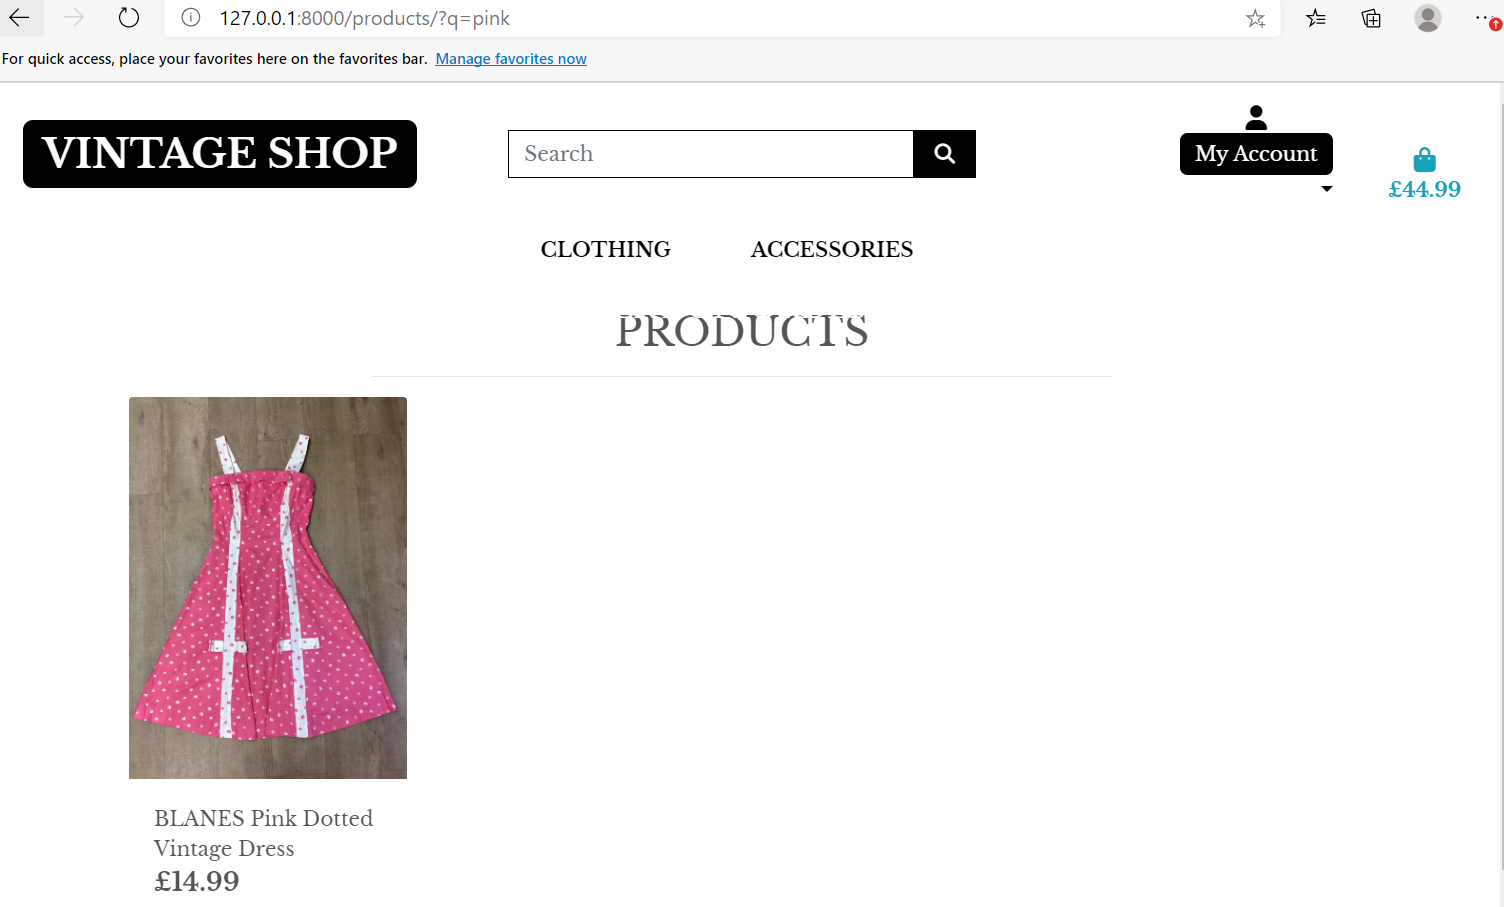 127.0.0.1:8000/products/?q=pink
For quick access, place your favorites here on the favorites bar. Manage favorites now
VINTAGE SHOP
Search
My Account
£44.99
CLOTHING ACCESSORIES
PRODUCTS
BLANES Pink Dotted
Vintage Dress
£14.99